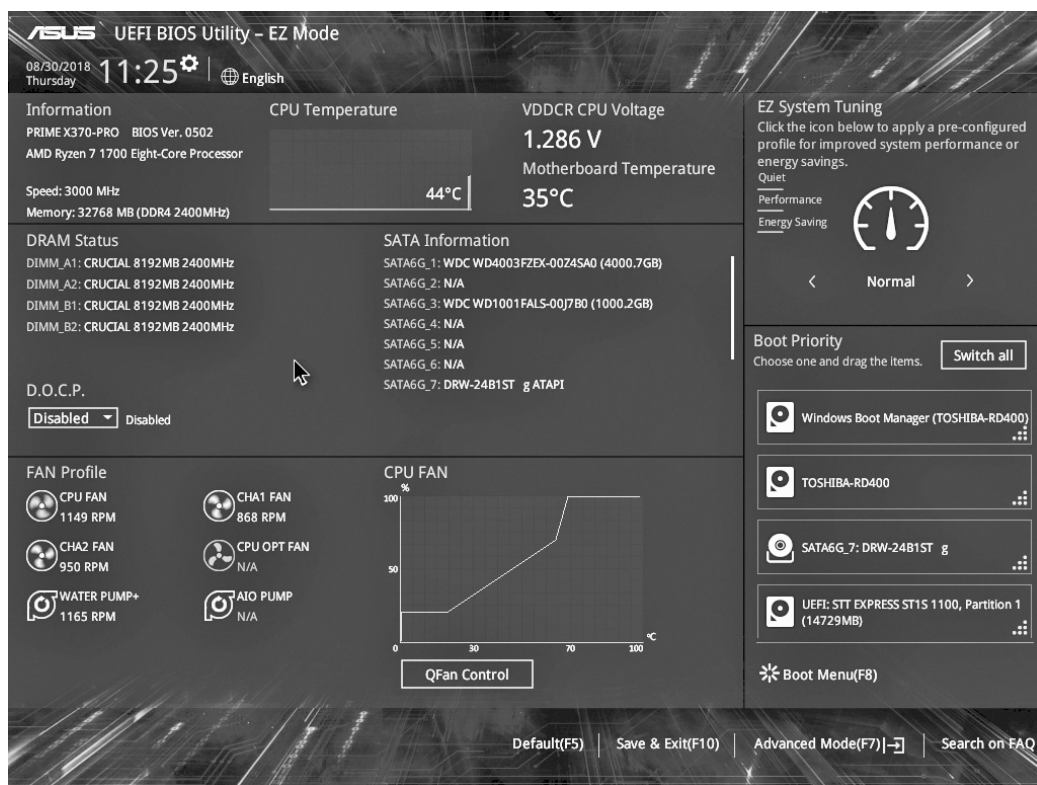 ASUS UEFI BIOS Utility – EZ Mode
08/30/2018
Thursday
11:25
English
Information
PRIME X370-PRO BIOS Ver. 0502
AMD Ryzen 7 1700 Eight-Core Processor
Speed: 3000 MHz
Memory: 32768 MB (DDR4 2400MHz)
CPU Temperature
44°C
VDDCR CPU Voltage
1.286 V
Motherboard Temperature
35°C
EZ System Tuning
Click the icon below to apply a pre-configured
profile for improved system performance or
energy savings.
Quiet
Performance
Energy Saving
Normal
DRAM Status
DIMM_A1: CRUCIAL 8192MB 2400MHz
DIMM_A2: CRUCIAL 8192MB 2400MHz
DIMM_B1: CRUCIAL 8192MB 2400MHz
DIMM_B2: CRUCIAL 8192MB 2400MHz
D.O.C.P.
Disabled Disabled
SATA Information
SATA6G_1: WDC WD4003FZEX-00Z4SA0 (4000.7GB)
SATA6G_2: N/A
SATA6G_3: WDC WD1001FALS-00J7B0 (1000.2GB)
SATA6G_4: N/A
SATA6G_5: N/A
SATA6G_6: N/A
SATA6G_7: DRW-24B1ST g ATAPI
Boot Priority
Choose one and drag the items.
Switch all
Windows Boot Manager (TOSHIBA-RD400)
TOSHIBA-RD400
SATA6G_7: DRW-24B1ST g
UEFI: STT EXPRESS ST1S 1100, Partition 1
(14729MB)
Boot Menu(F8)
FAN Profile
CPU FAN
1149 RPM
CHA1 FAN
868 RPM
CHA2 FAN
950 RPM
CPU OPT FAN
N/A
WATER PUMP+
1165 RPM
AIO PUMP
N/A
CPU FAN
%
100
50
0 30 70 100
°C
QFan Control
Default(F5) Save & Exit(F10) Advanced Mode(F7) Search on FAQ